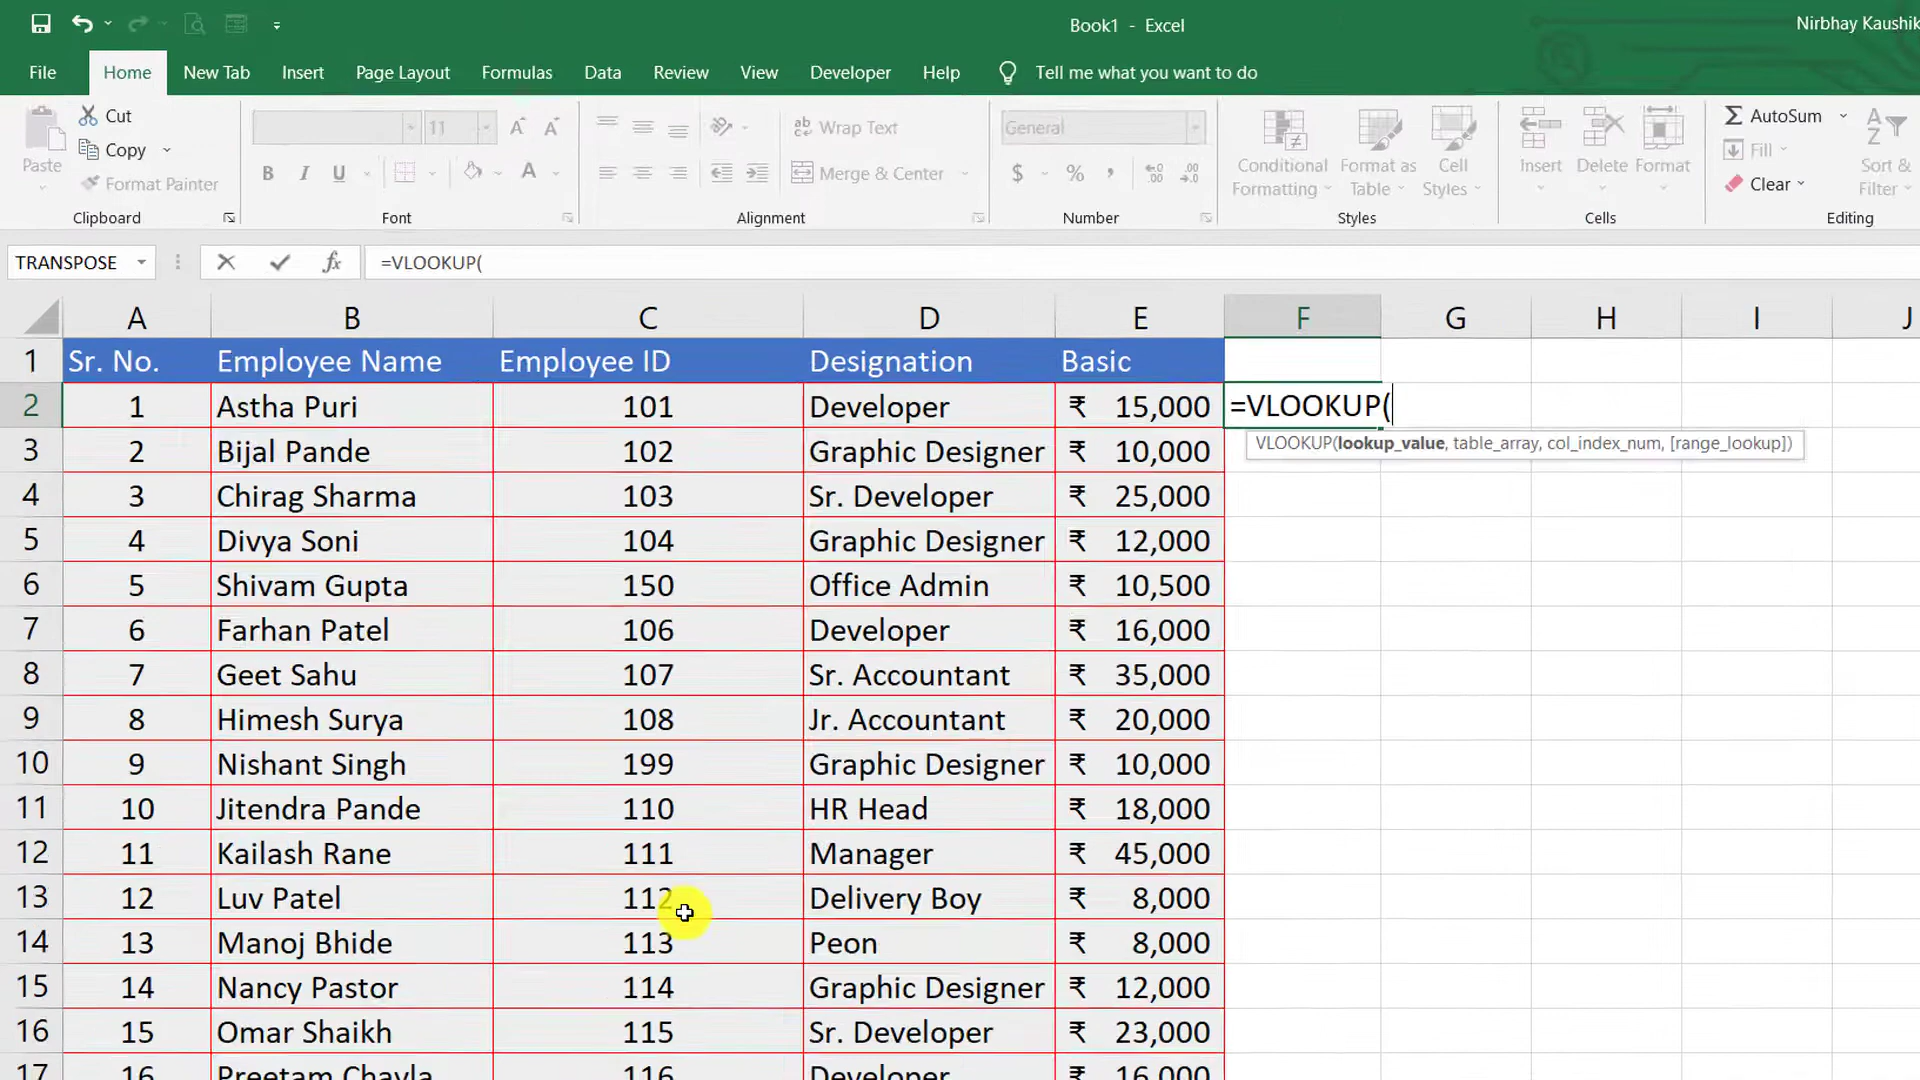 Book1 - Excel
Nirbhay Kaushik
File Home New Tab Insert Page Layout Formulas Data Review View Developer Help Tell me what you want to do
Paste
Cut
Copy
Format Painter
Clipboard
11
B I U
Font
Wrap Text
Merge & Center
Alignment
General
$ % ,
Number
Conditional Formatting
Format as Table
Cell Styles
Styles
Insert
Delete
Format
Cells
AutoSum
Fill
Clear
Sort & Filter
Editing
TRANSPOSE fx =VLOOKUP(
A B C D E F G H I J
1 Sr. No. Employee Name Employee ID Designation Basic
2 1 Astha Puri 101 Developer ₹ 15,000 =VLOOKUP(
VLOOKUP(lookup_value, table_array, col_index_num, [range_lookup])
3 2 Bijal Pande 102 Graphic Designer ₹ 10,000
4 3 Chirag Sharma 103 Sr. Developer ₹ 25,000
5 4 Divya Soni 104 Graphic Designer ₹ 12,000
6 5 Shivam Gupta 150 Office Admin ₹ 10,500
7 6 Farhan Patel 106 Developer ₹ 16,000
8 7 Geet Sahu 107 Sr. Accountant ₹ 35,000
9 8 Himesh Surya 108 Jr. Accountant ₹ 20,000
10 9 Nishant Singh 199 Graphic Designer ₹ 10,000
11 10 Jitendra Pande 110 HR Head ₹ 18,000
12 11 Kailash Rane 111 Manager ₹ 45,000
13 12 Luv Patel 112 Delivery Boy ₹ 8,000
14 13 Manoj Bhide 113 Peon ₹ 8,000
15 14 Nancy Pastor 114 Graphic Designer ₹ 12,000
16 15 Omar Shaikh 115 Sr. Developer ₹ 23,000
17 16 Preetam Chavla 116 Developer ₹ 16,000